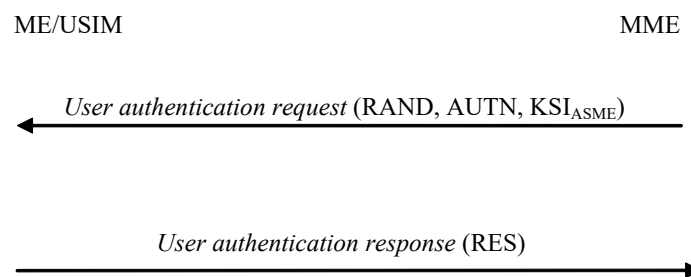 ME/USIM MME
User authentication request (RAND, AUTN, KSIASME)
User authentication response (RES)